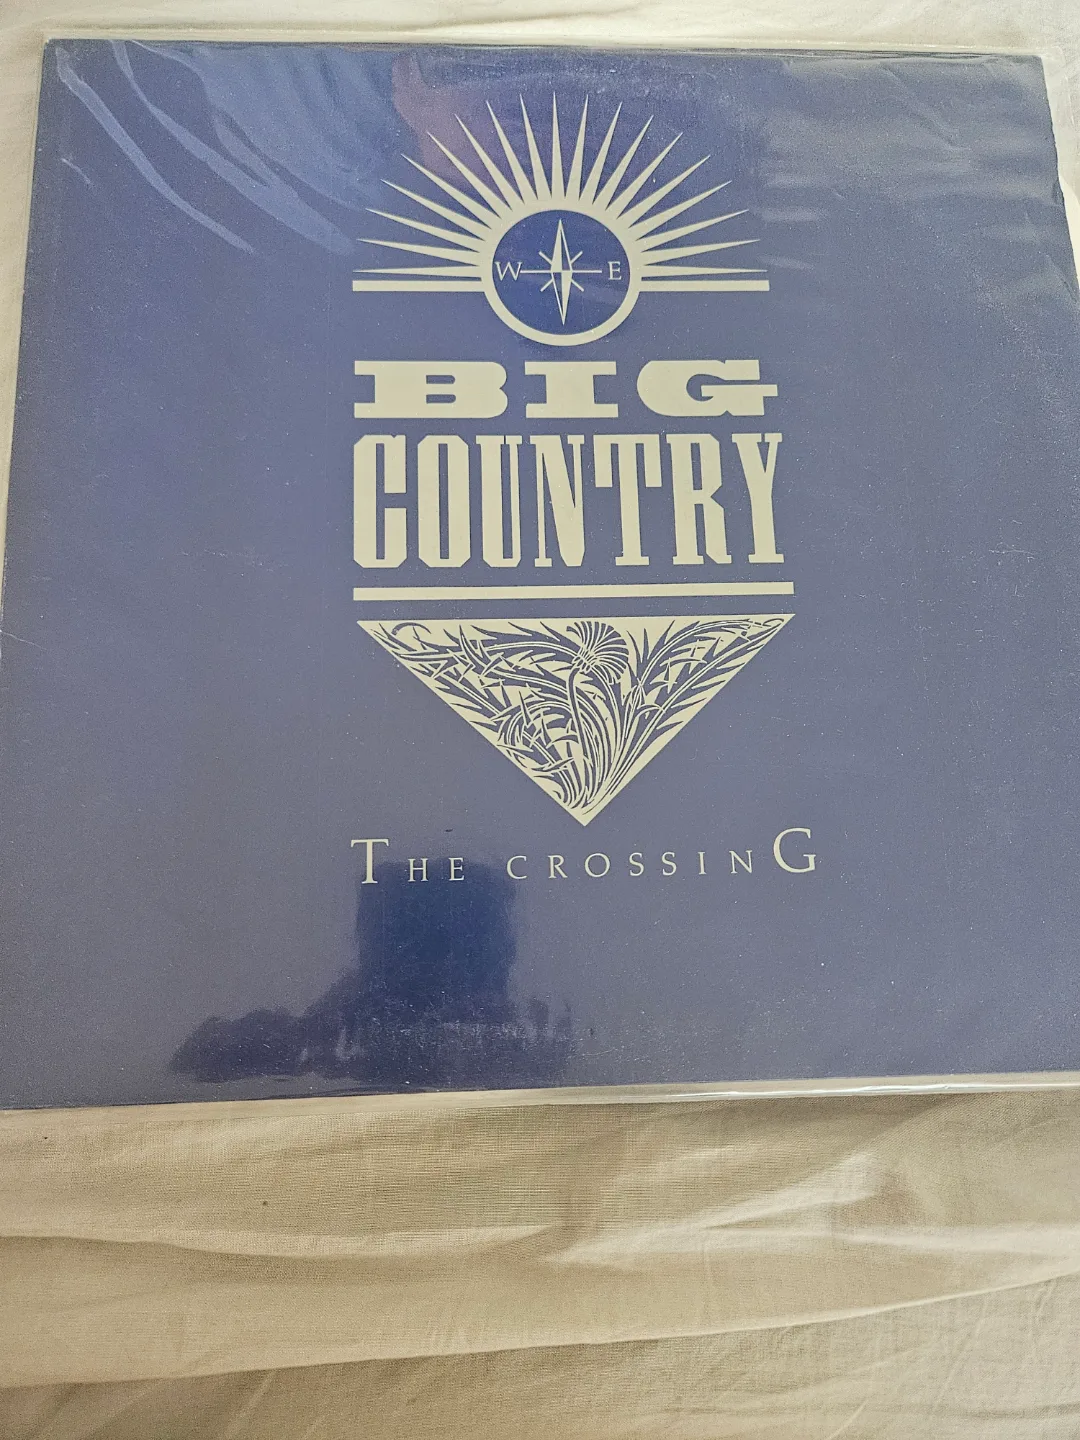 W E
BIG
COUNTRY
THE CROSSING